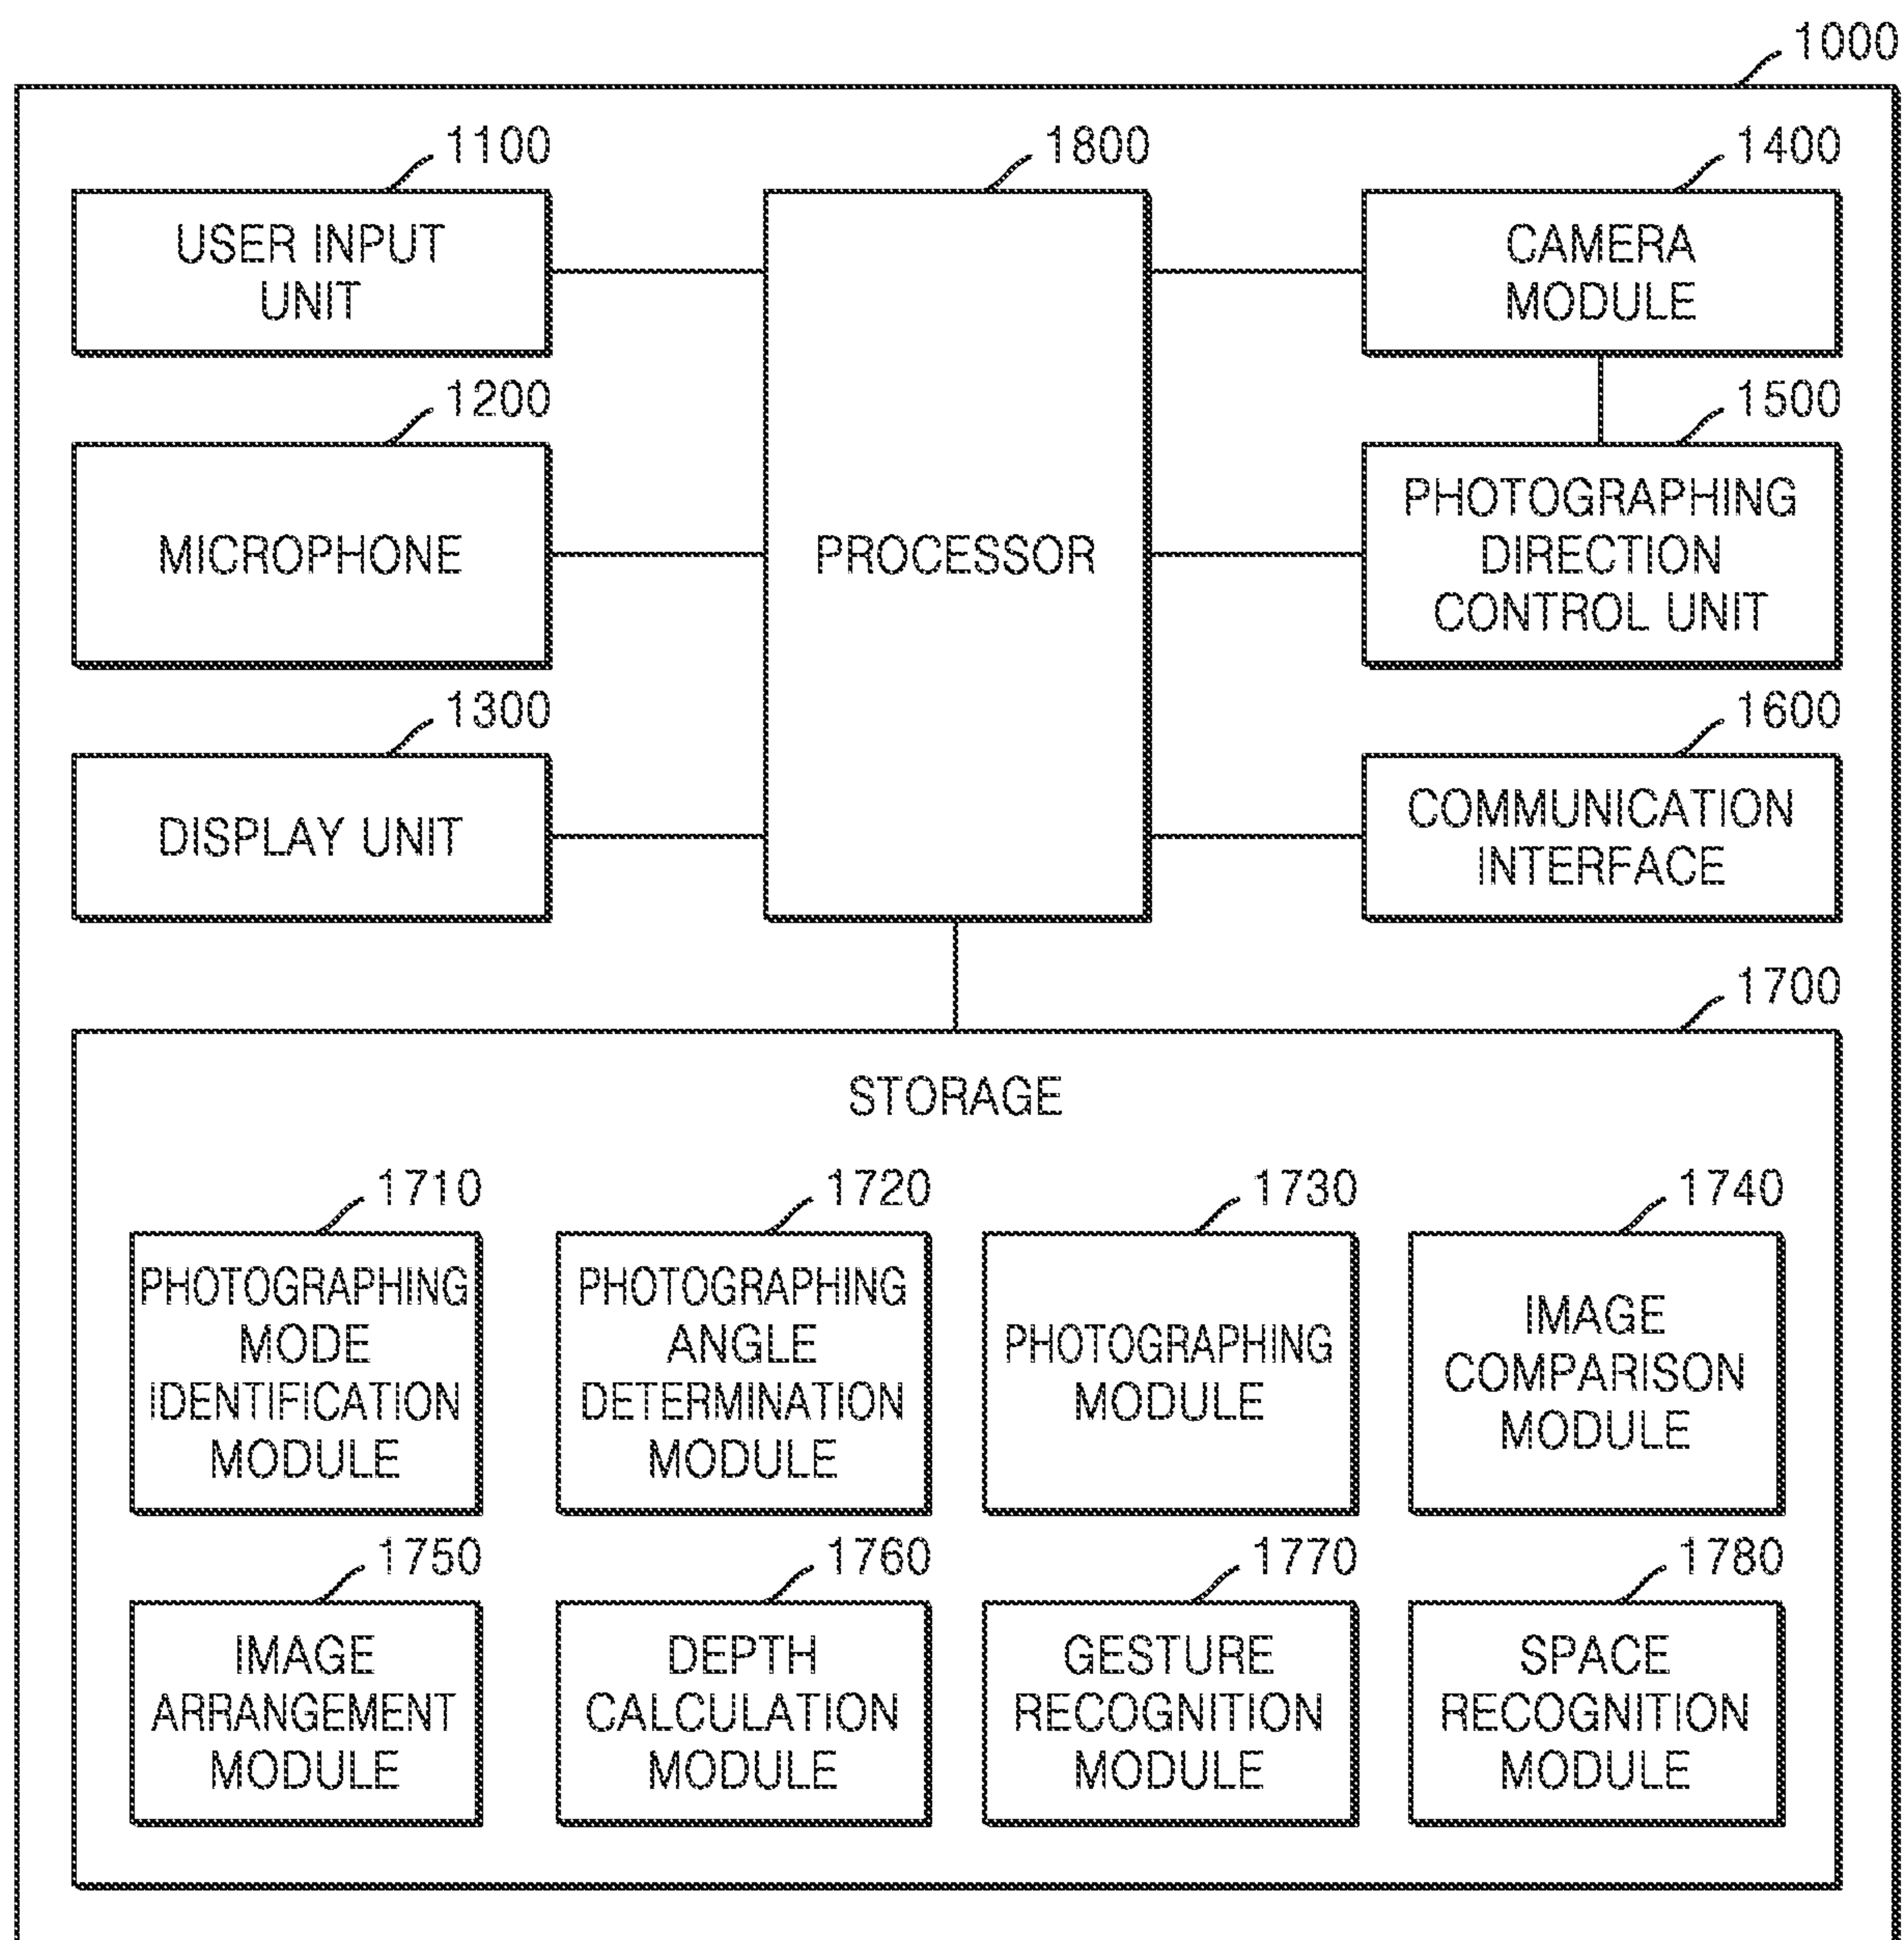 1000
1100
USER INPUT
UNIT
1800
PROCESSOR
1400
CAMERA
MODULE
1200
MICROPHONE
1500
PHOTOGRAPHING
DIRECTION
CONTROL UNIT
1300
DISPLAY UNIT
1600
COMMUNICATION
INTERFACE
1700
STORAGE
1710
PHOTOGRAPHING
MODE
IDENTIFICATION
MODULE
1720
PHOTOGRAPHING
ANGLE
DETERMINATION
MODULE
1730
PHOTOGRAPHING
MODULE
1740
IMAGE
COMPARISON
MODULE
1750
IMAGE
ARRANGEMENT
MODULE
1760
DEPTH
CALCULATION
MODULE
1770
GESTURE
RECOGNITION
MODULE
1780
SPACE
RECOGNITION
MODULE